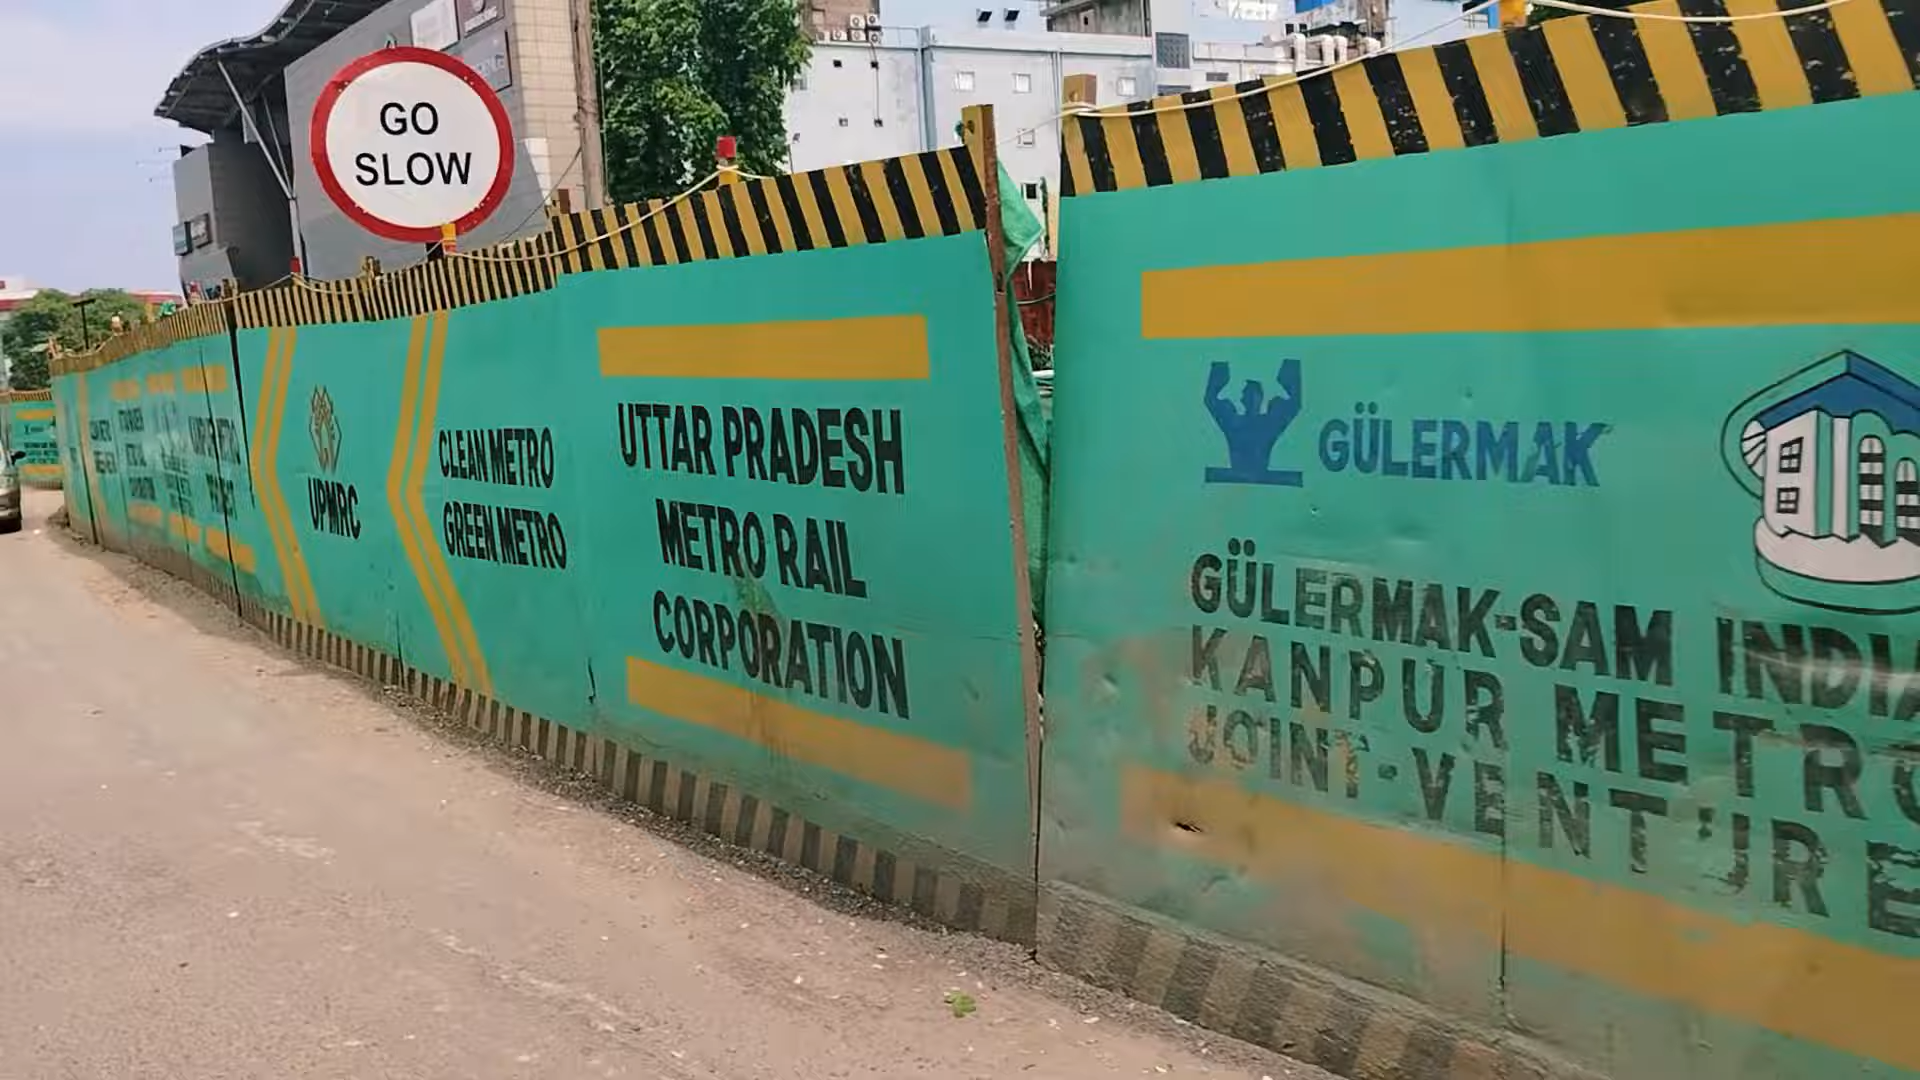 GO
SLOW
UPMRC
CLEAN METRO
GREEN METRO
UTTAR PRADESH
METRO RAIL
CORPORATION
GÜLERMAK
GÜLERMAK-SAM INDIA
KANPUR METRO
JOINT-VENTURE